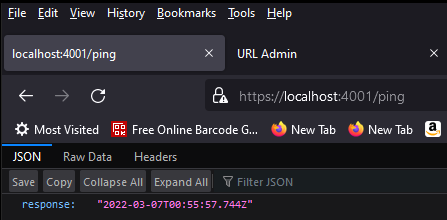 File Edit View History Bookmarks Tools Help
localhost:4001/ping × URL Admin ×
https://localhost:4001/ping
Most Visited Free Online Barcode G... New Tab New Tab
JSON Raw Data Headers
Save Copy Collapse All Expand All Filter JSON
response: "2022-03-07T00:55:57.744Z"